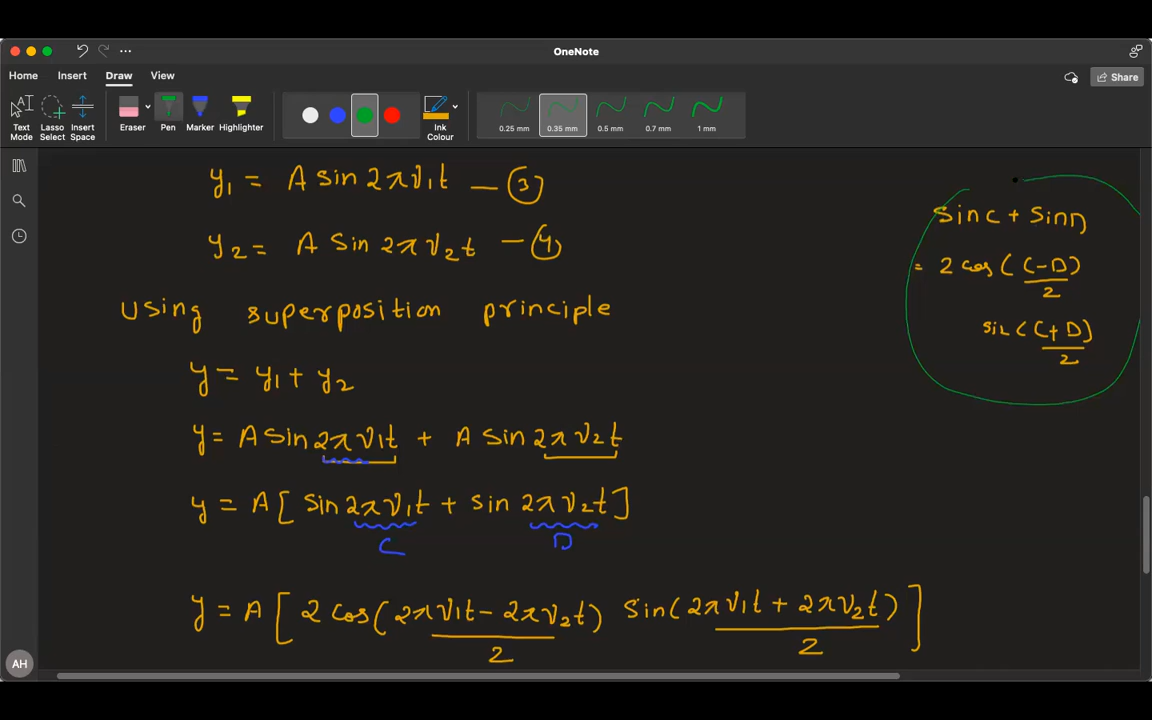 OneNote
Home Insert Draw View
Share
Text Mode Lasso Select Insert Space Eraser Pen Marker Highlighter Ink Colour 0.25 mm 0.35 mm 0.5 mm 0.7 mm 1 mm
y₁ = A sin 2πν₁t — ③
y₂ = A sin 2πν₂t — ④
using superposition principle
y = y₁ + y₂
y = A sin 2πν₁t + A sin 2πν₂t
y = A[ sin 2πν₁t + sin 2πν₂t ]
C D
y = A[ 2 cos(2πν₁t − 2πν₂t)/2 sin(2πν₁t + 2πν₂t)/2 ]
sinC + sinD
= 2 cos (C−D)/2
sin (C+D)/2
AH